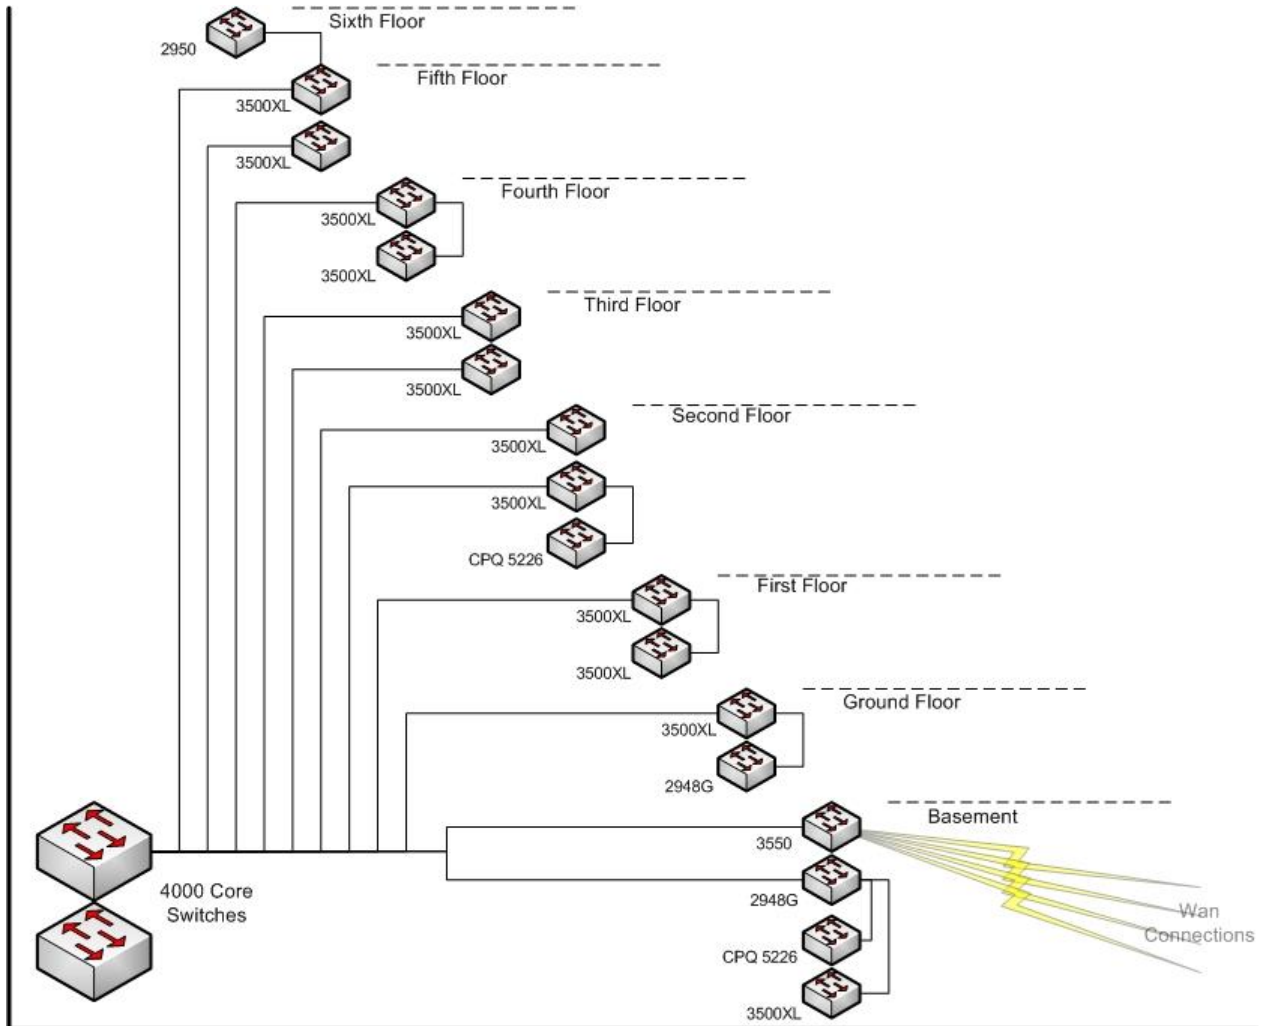 Sixth Floor
2950
Fifth Floor
3500XL
3500XL
Fourth Floor
3500XL
3500XL
Third Floor
3500XL
3500XL
Second Floor
3500XL
3500XL
CPQ 5226
First Floor
3500XL
3500XL
Ground Floor
3500XL
2948G
Basement
3550
4000 Core
Switches
2948G
Wan
Connections
CPQ 5226
3500XL